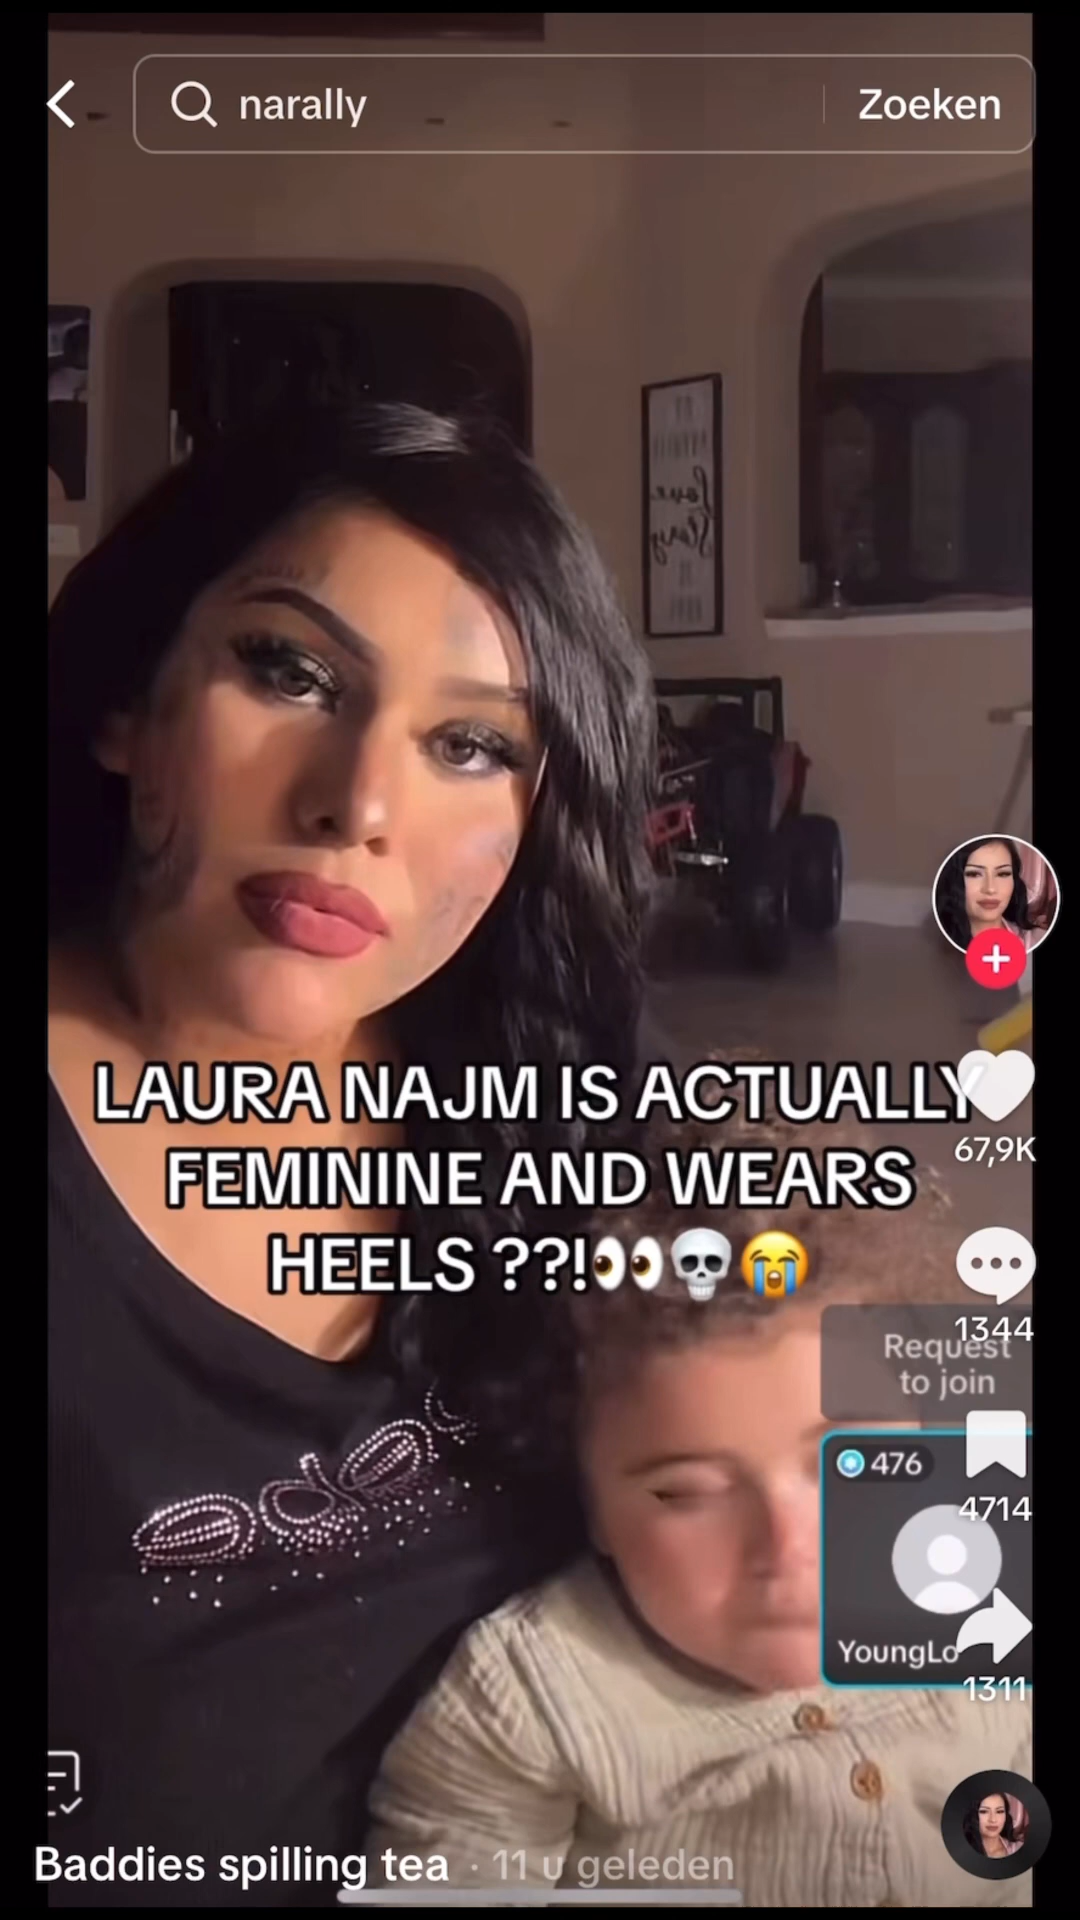 narally
Zoeken
LAURA NAJM IS ACTUALLY
FEMININE AND WEARS
HEELS ??!👀💀😭
67,9K
1344
Request
to join
476
4714
YoungLo
1311
Baddies spilling tea · 11 u geleden